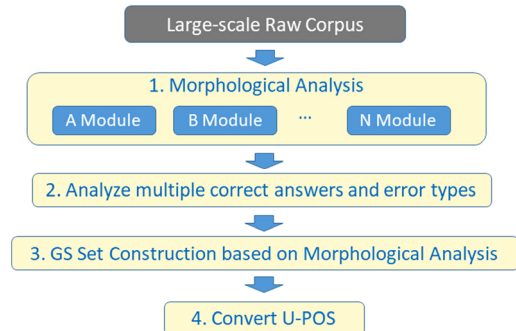 Large-scale Raw Corpus
1. Morphological Analysis
A Module B Module ... N Module
2. Analyze multiple correct answers and error types
3. GS Set Construction based on Morphological Analysis
4. Convert U-POS